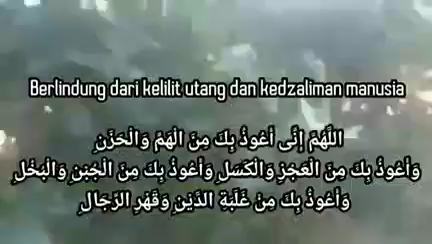 Berlindung dari kelilit utang dan kedzaliman manusia
اللَّهُمَّ إِنِّى أَعُوذُ بِكَ مِنَ الْهَمِّ وَالْحَزَنِ
وَأَعُوذُ بِكَ مِنَ الْعَجْزِ وَالْكَسَلِ وَأَعُوذُ بِكَ مِنَ الْجُبْنِ وَالْبُخْلِ
وَأَعُوذُ بِكَ مِنْ غَلَبَةِ الدَّيْنِ وَقَهْرِ الرِّجَالِ